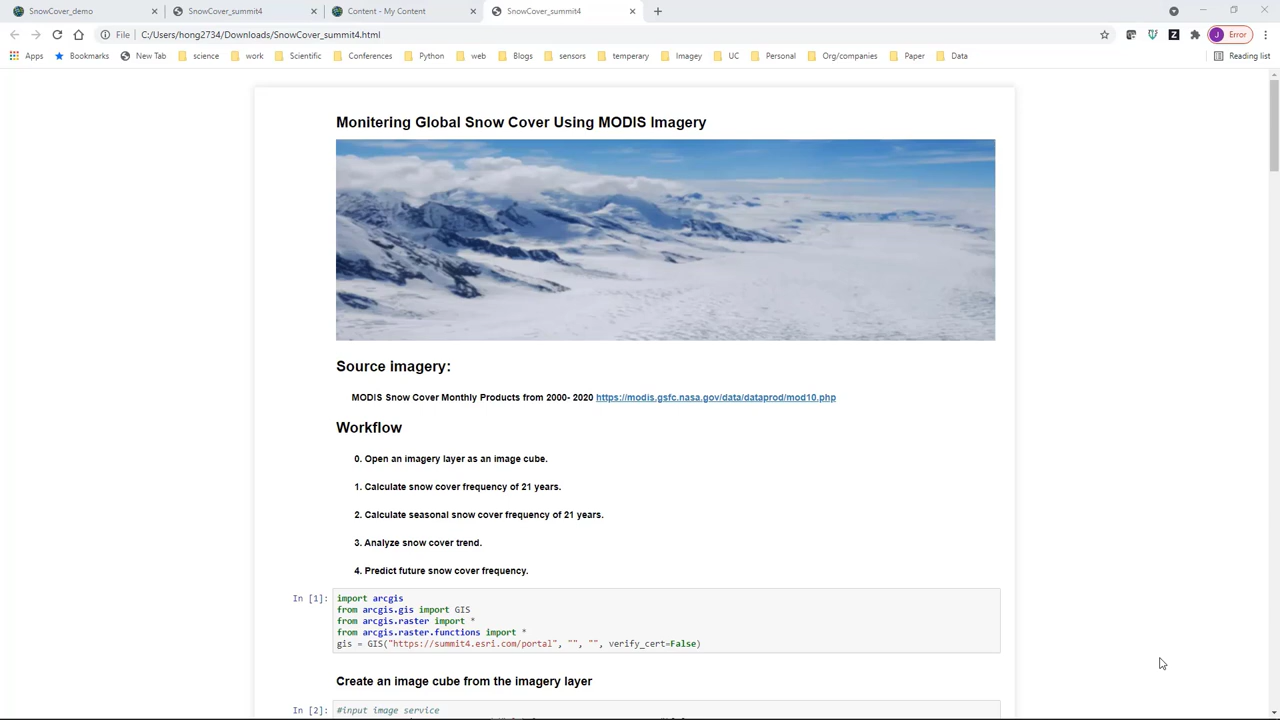 SnowCover_demo
SnowCover_summit4
Content - My Content
SnowCover_summit4
File
C:/Users/hong2734/Downloads/SnowCover_summit4.html
J Error
Apps
Bookmarks
New Tab
science
work
Scientific
Conferences
Python
web
Blogs
sensors
temperary
Imagey
UC
Personal
Org/companies
Paper
Data
Reading list
Monitering Global Snow Cover Using MODIS Imagery
Source imagery:
MODIS Snow Cover Monthly Products from 2000- 2020 https://modis.gsfc.nasa.gov/data/dataprod/mod10.php
Workflow
0. Open an imagery layer as an image cube.
1. Calculate snow cover frequency of 21 years.
2. Calculate seasonal snow cover frequency of 21 years.
3. Analyze snow cover trend.
4. Predict future snow cover frequency.
In [1]: import arcgis
from arcgis.gis import GIS
from arcgis.raster import *
from arcgis.raster.functions import *
gis = GIS("https://summit4.esri.com/portal", "", "", verify_cert=False)
Create an image cube from the imagery layer
In [2]: #input image service